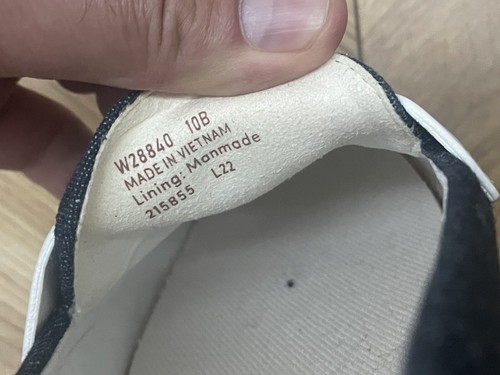 W28840 10B
MADE IN VIETNAM
Lining: Manmade
215855 L22